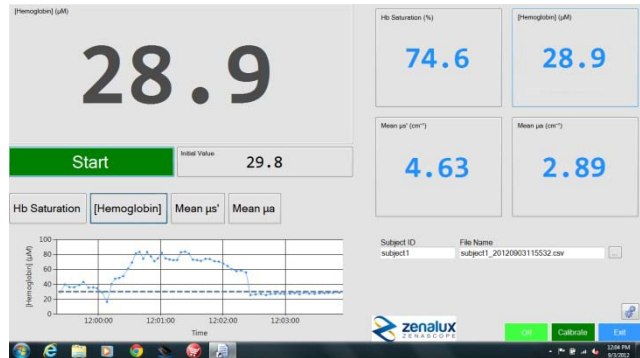 [Hemoglobin] (µM)
28.9
Start
Initial Value
29.8
Hb Saturation
[Hemoglobin]
Mean µs'
Mean µa
[Hemoglobin] (µM)
100
80
60
40
20
0
12:00:00
12:01:00
12:02:00
12:03:00
Time
Hb Saturation (%)
74.6
[Hemoglobin] (µM)
28.9
Mean µs' (cm⁻¹)
4.63
Mean µa (cm⁻¹)
2.89
Subject ID
subject1
File Name
subject1_20120903115532.csv
...
zenalux
ZENASCOPE
Off
Calibrate
Exit
12:04 PM
9/3/2012